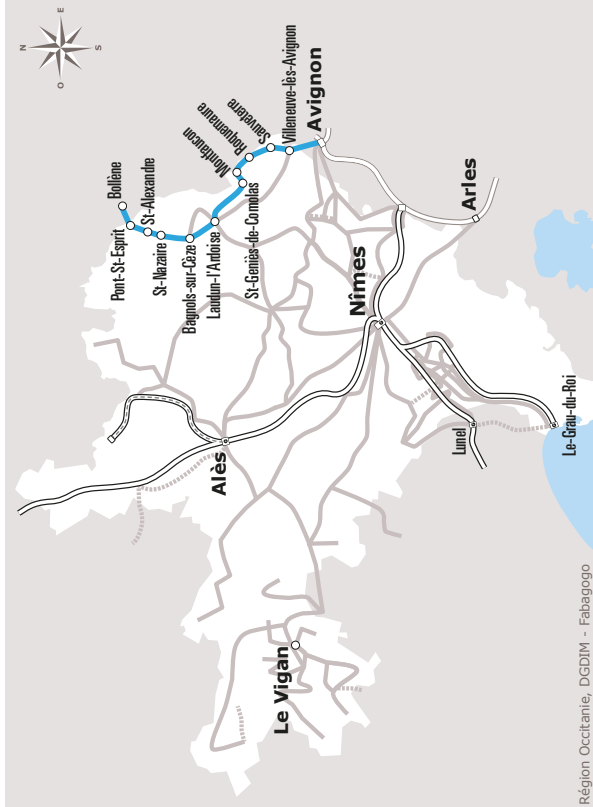 N
E
S
O
Bollène
Pont-St-Esprit
St-Alexandre
St-Nazaire
Bagnols-sur-Cèze
Laudun-l'Ardoise
St-Geniès-de-Comolas
Montfaucon
Roquemaure
Sauveterre
Villeneuve-lès-Avignon
Avignon
Arles
Nîmes
Alès
Lunel
Le-Grau-du-Roi
Le Vigan
Région Occitanie, DGDIM - Fabagogo